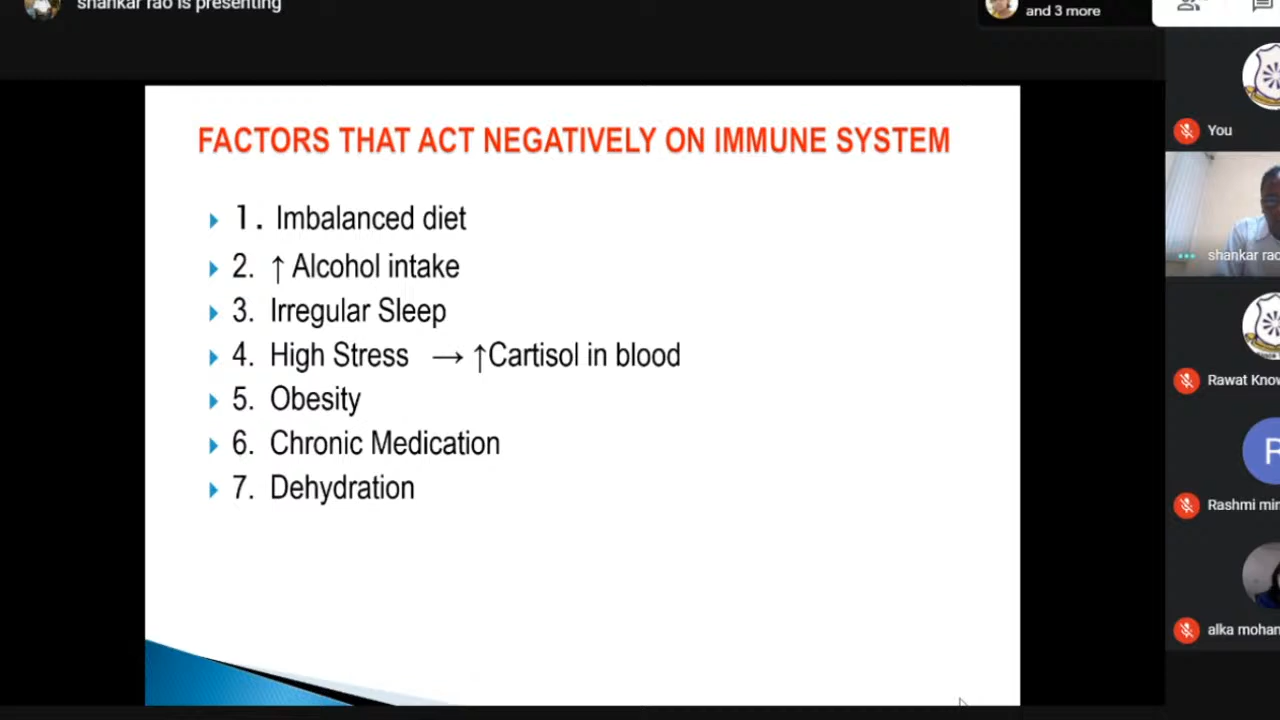 shankar rao is presenting
and 3 more
FACTORS THAT ACT NEGATIVELY ON IMMUNE SYSTEM
1. Imbalanced diet
2. ↑ Alcohol intake
3. Irregular Sleep
4. High Stress → ↑Cartisol in blood
5. Obesity
6. Chronic Medication
7. Dehydration
You
shankar rao
Rawat Know
R
Rashmi
alka mohan